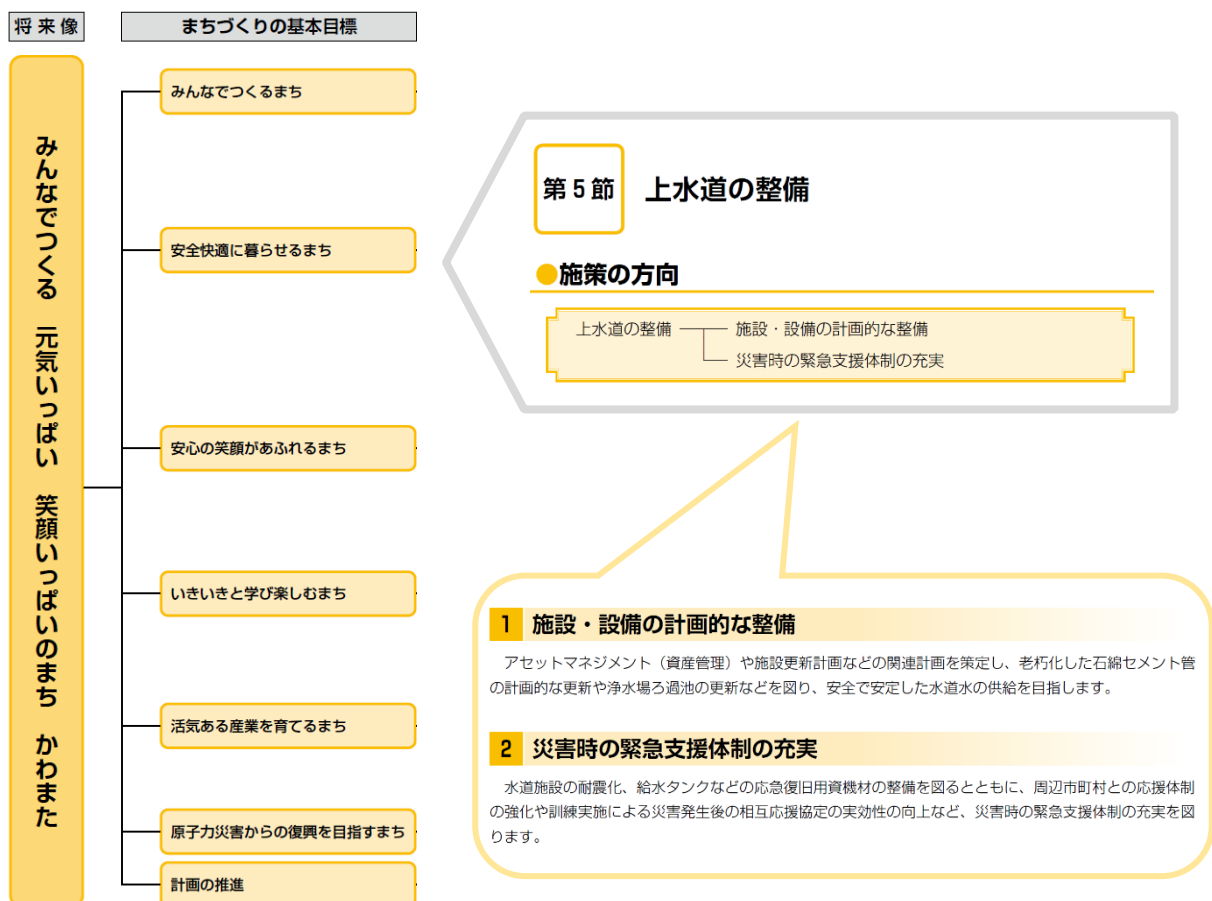 将来像
まちづくりの基本目標
みんなでつくる　元気いっぱい　笑顔いっぱいのまち　かわまた
みんなでつくるまち
安全快適に暮らせるまち
安心の笑顔があふれるまち
いきいきと学び楽しむまち
活気ある産業を育てるまち
原子力災害からの復興を目指すまち
計画の推進
第5節　上水道の整備
●施策の方向
上水道の整備　施設・設備の計画的な整備
災害時の緊急支援体制の充実
1　施設・設備の計画的な整備
アセットマネジメント（資産管理）や施設更新計画などの関連計画を策定し、老朽化した石綿セメント管
の計画的な更新や浄水場ろ過池の更新などを図り、安全で安定した水道水の供給を目指します。
2　災害時の緊急支援体制の充実
水道施設の耐震化、給水タンクなどの応急復旧用資機材の整備を図るとともに、周辺市町村との応援体制
の強化や訓練実施による災害発生後の相互応援協定の実効性の向上など、災害時の緊急支援体制の充実を図
ります。